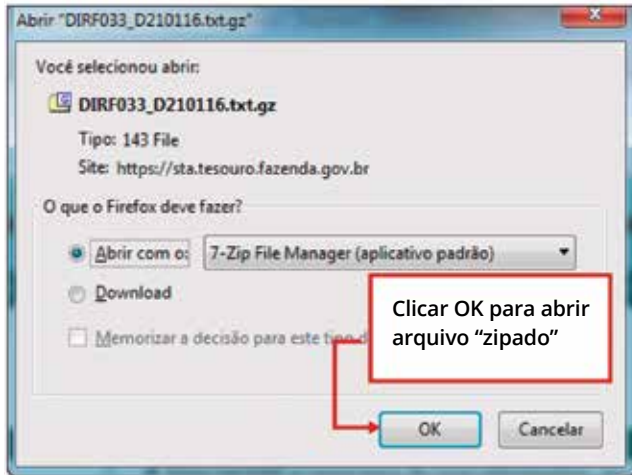 Abrir "DIRF033_D210116.txt.gz"
Você selecionou abrir:
DIRF033_D210116.txt.gz
Tipo: 143 File
Site: https://sta.tesouro.fazenda.gov.br
O que o Firefox deve fazer?
Abrir com o: 7-Zip File Manager (aplicativo padrão)
Download
Memorizar a decisão para este tipo d
Clicar OK para abrir
arquivo “zipado”
OK Cancelar